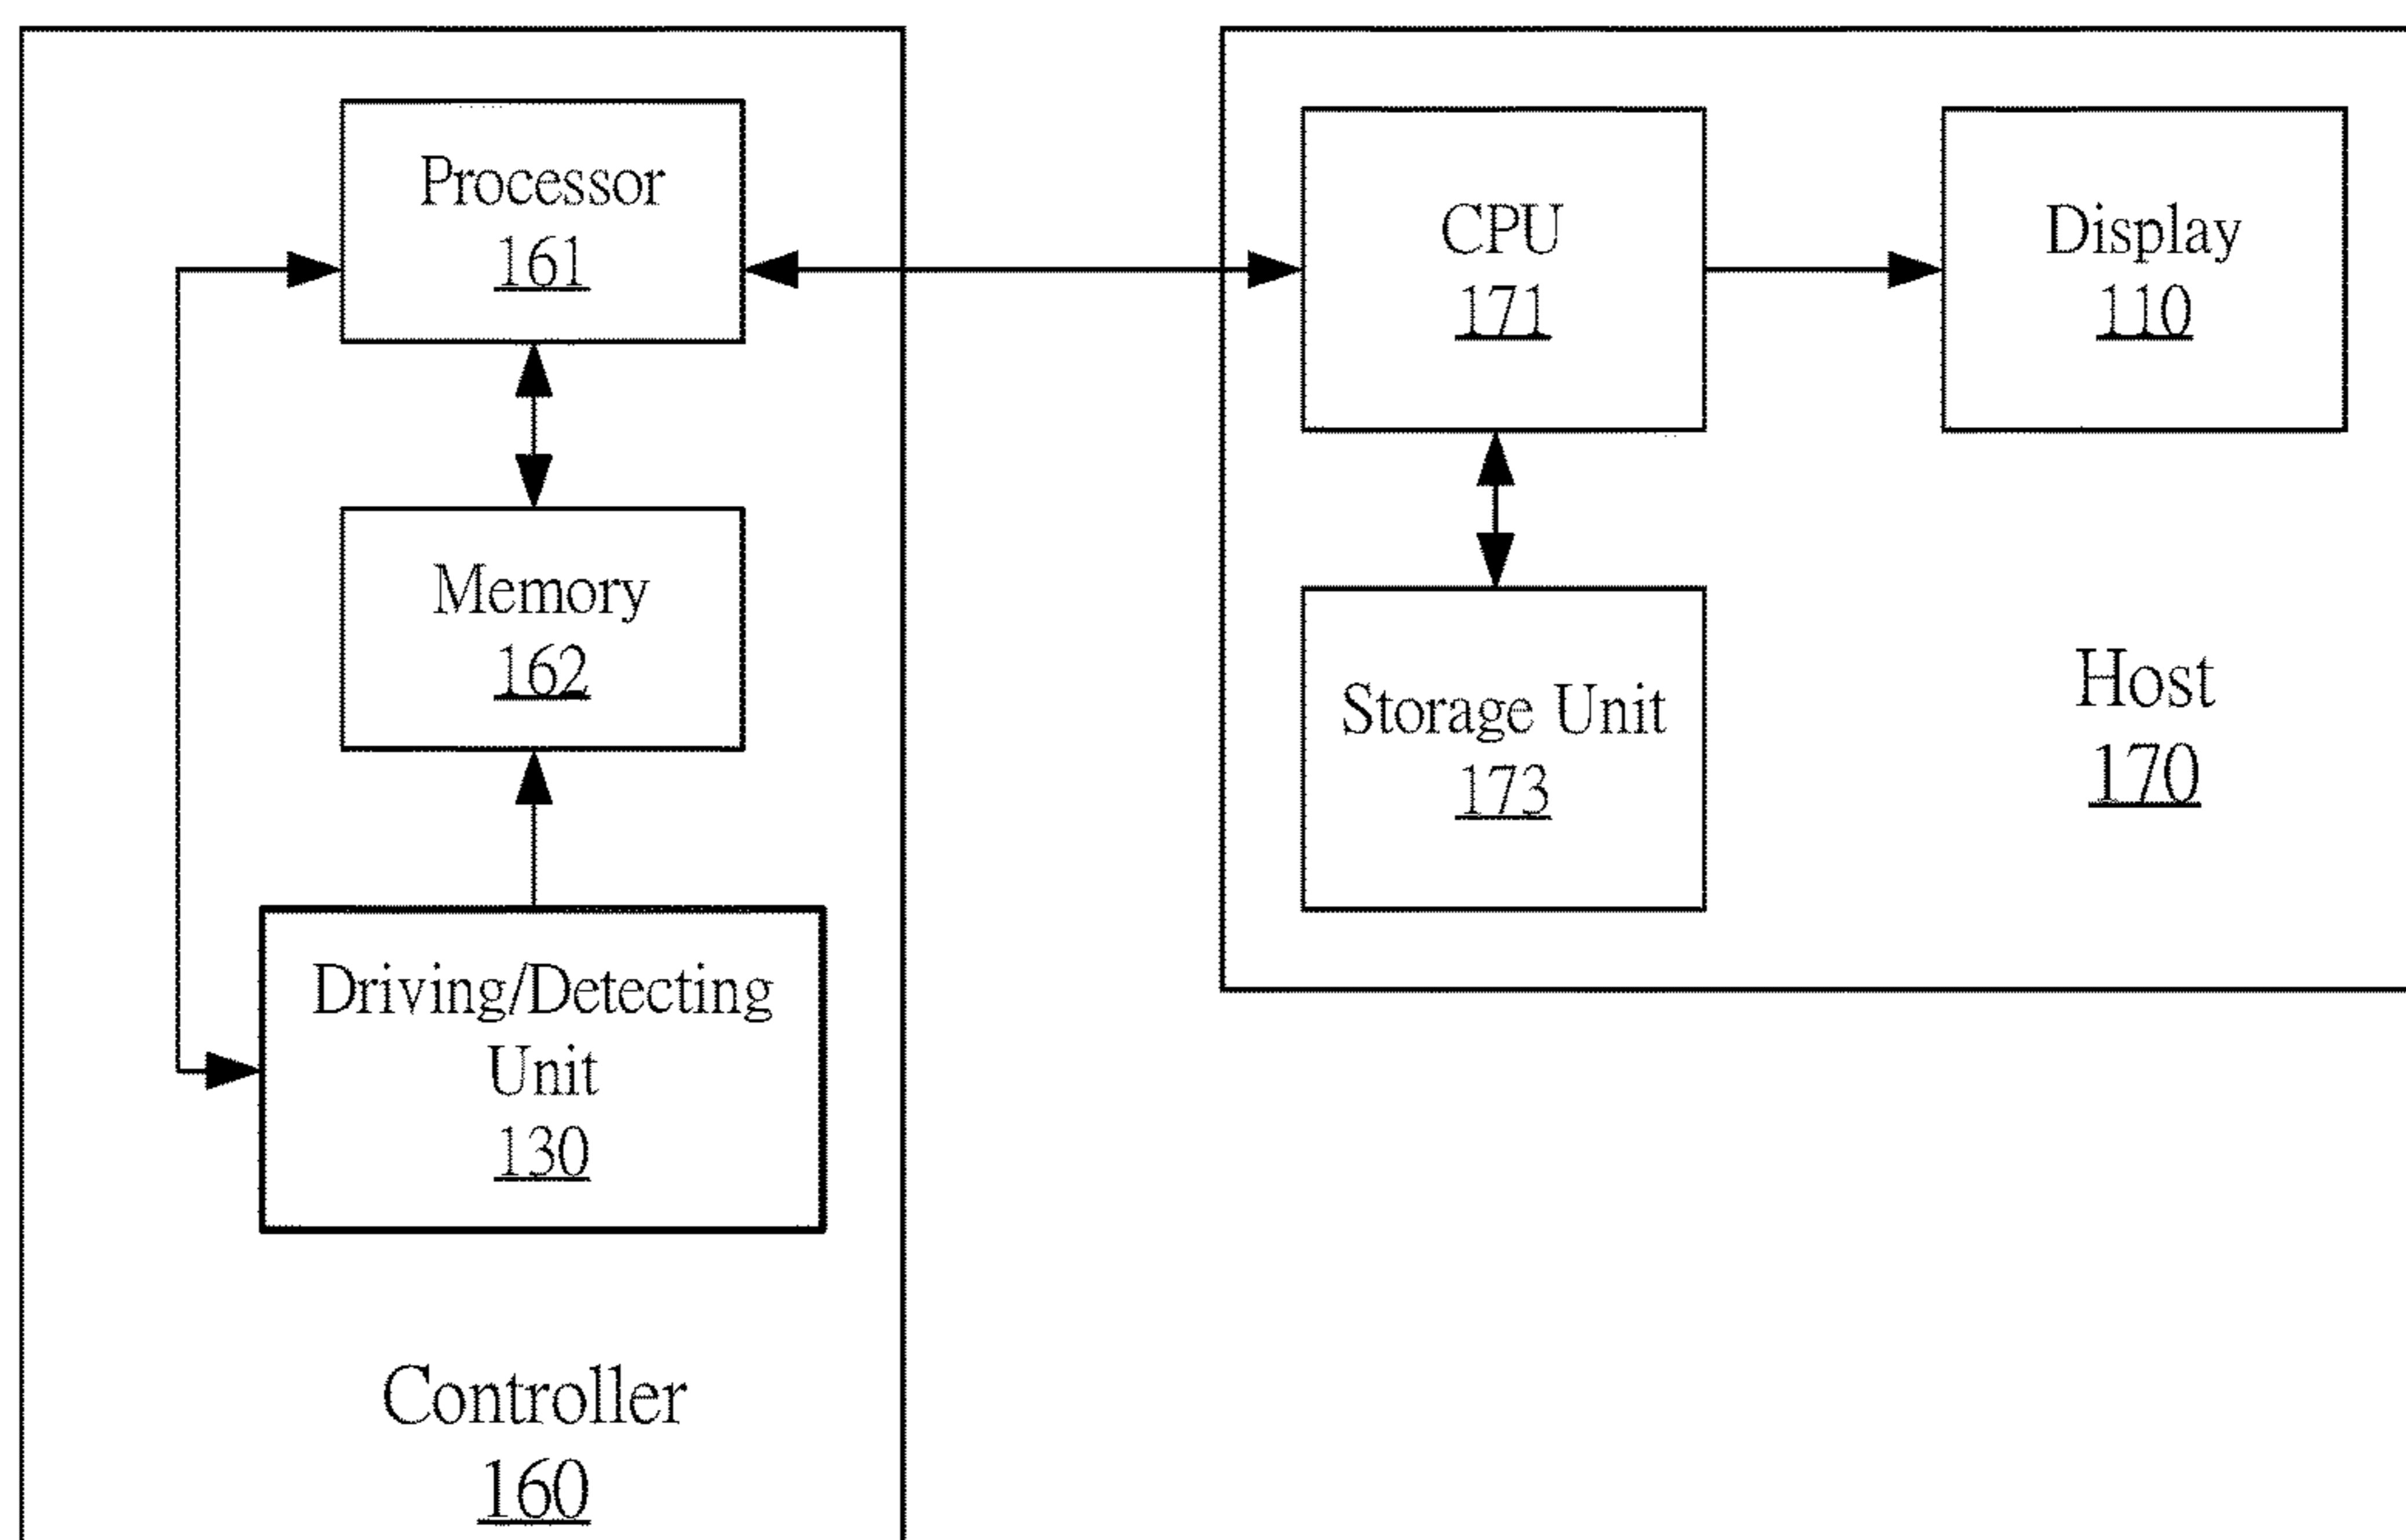 Processor
161
Memory
162
Driving/Detecting
Unit
130
Controller
160
CPU
171
Display
110
Storage Unit
173
Host
170